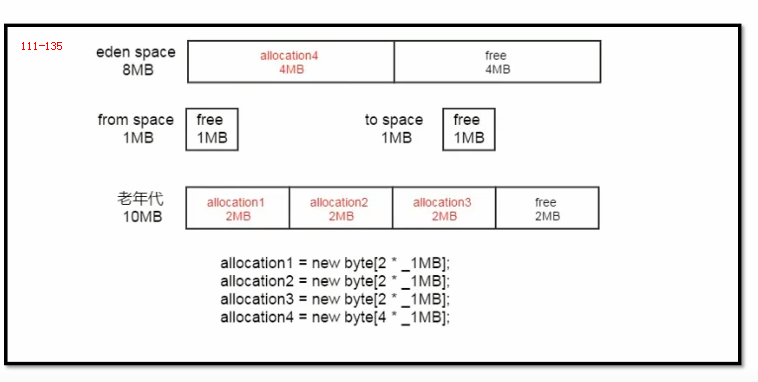 111-135
eden space
8MB
allocation4
4MB
free
4MB
from space
1MB
free
1MB
to space
1MB
free
1MB
老年代
10MB
allocation1
2MB
allocation2
2MB
allocation3
2MB
free
2MB
allocation1 = new byte[2 * _1MB];
allocation2 = new byte[2 * _1MB];
allocation3 = new byte[2 * _1MB];
allocation4 = new byte[4 * _1MB];